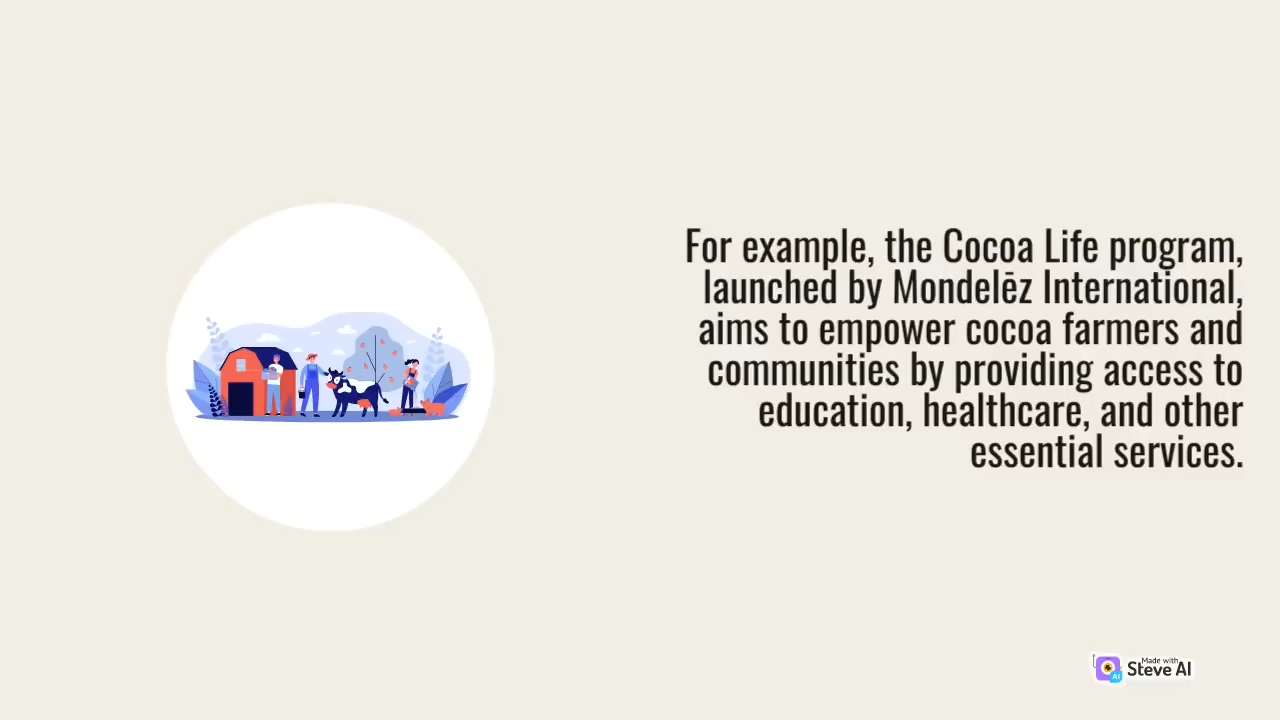 For example, the Cocoa Life program,
launched by Mondelēz International,
aims to empower cocoa farmers and
communities by providing access to
education, healthcare, and other
essential services.
Made with
Steve AI
AI